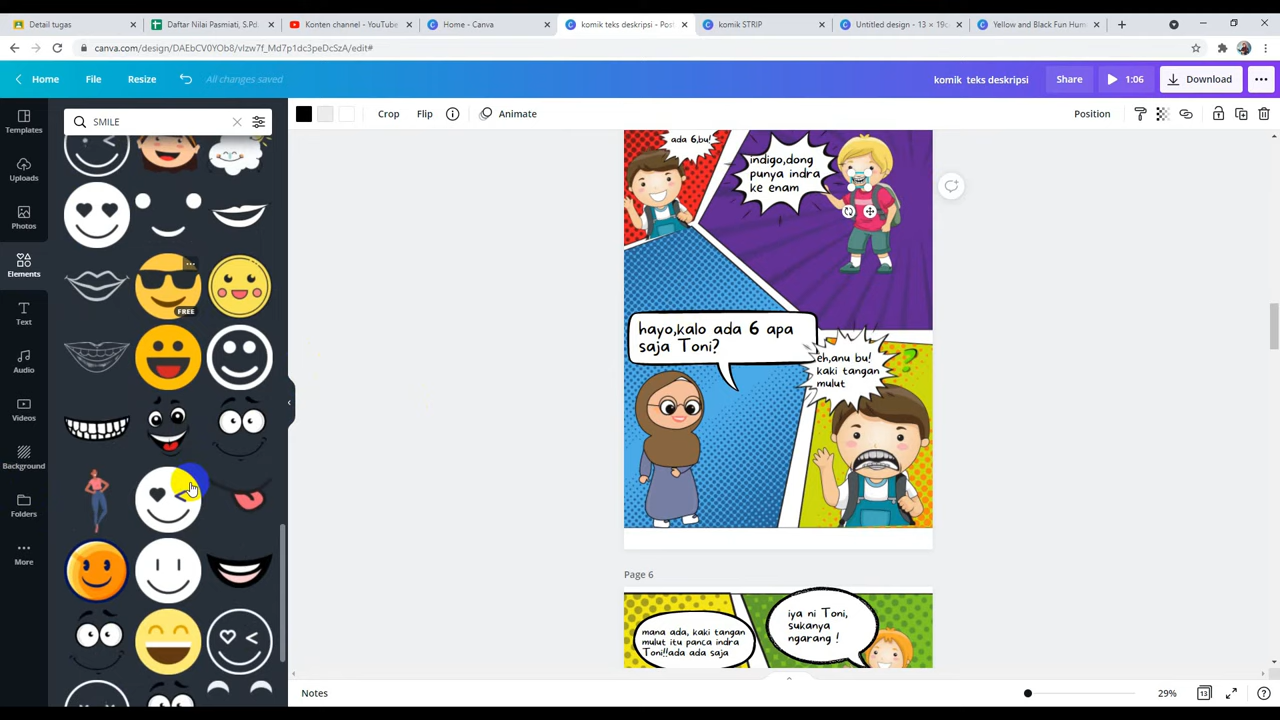 Detail tugas
Daftar Nilai Pasmiati, S.Pd.
Konten channel - YouTube
Home - Canva
komik teks deskripsi - Post
komik STRIP
Untitled design - 13 × 19c
Yellow and Black Fun Hum
canva.com/design/DAEbCV0YOb8/vlzw7f_Md7p1dc3peDcSzA/edit#
Home
File
Resize
All changes saved
komik teks deskripsi
Share
1:06
Download
Templates
Uploads
Photos
Elements
Text
Audio
Videos
Background
Folders
More
SMILE
FREE
Crop
Flip
Animate
Position
ada 6,bu!
indigo,dong
punya indra
ke enam
hayo,kalo ada 6 apa
saja Toni?
eh,anu bu!
kaki tangan
mulut
?
Page 6
mana ada, kaki tangan
mulut itu panca indra
Toni!!ada ada saja
iya ni Toni,
sukanya
ngarang !
Notes
29%
13